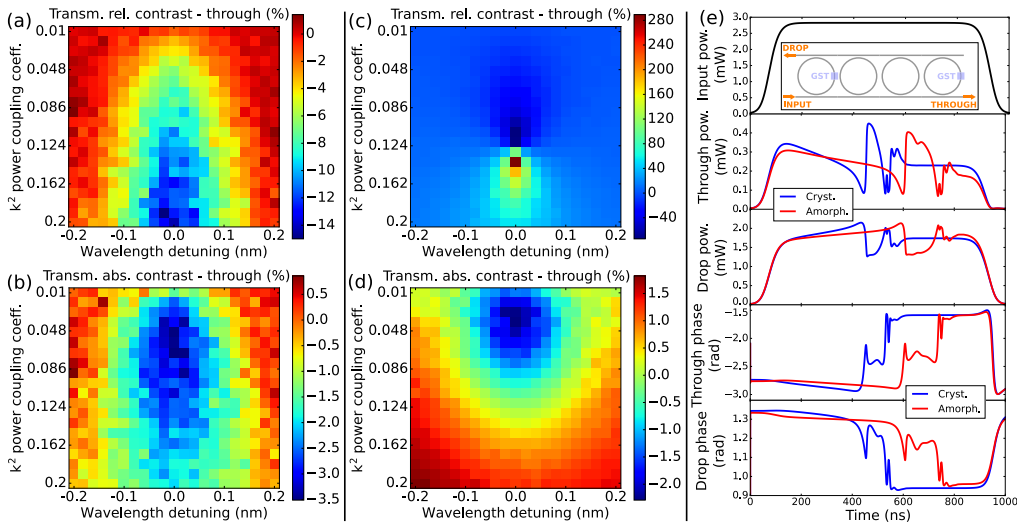 (a) Transm. rel. contrast - through (%)
k² power coupling coeff.
0.01
0.048
0.086
0.124
0.162
0.2
-0.2 -0.1 0.0 0.1 0.2
Wavelength detuning (nm)
0
−2
−4
−6
−8
−10
−12
−14
(b) Transm. abs. contrast - through (%)
k² power coupling coeff.
0.01
0.048
0.086
0.124
0.162
0.2
-0.2 -0.1 0.0 0.1 0.2
Wavelength detuning (nm)
0.5
0.0
−0.5
−1.0
−1.5
−2.0
−2.5
−3.0
−3.5
(c) Transm. rel. contrast - through (%)
k² power coupling coeff.
0.01
0.048
0.086
0.124
0.162
0.2
-0.2 -0.1 0.0 0.1 0.2
Wavelength detuning (nm)
280
240
200
160
120
80
40
0
−40
(d) Transm. abs. contrast - through (%)
k² power coupling coeff.
0.01
0.048
0.086
0.124
0.162
0.2
-0.2 -0.1 0.0 0.1 0.2
Wavelength detuning (nm)
1.5
1.0
0.5
0.0
−0.5
−1.0
−1.5
−2.0
(e)
Input pow.
(mW)
3.0
2.5
2.0
1.5
1.0
0.5
0.0
DROP
GST
GST
INPUT
THROUGH
Through pow.
(mW)
0.4
0.3
0.2
0.1
0.0
Cryst.
Amorph.
Drop pow.
(mW)
2.0
1.5
1.0
0.5
0.0
Through phase
(rad)
−1.5
−2.0
−2.5
−3.0
Cryst.
Amorph.
Drop phase
(rad)
1.3
1.2
1.1
1.0
0.9
0 200 400 600 800 1000
Time (ns)